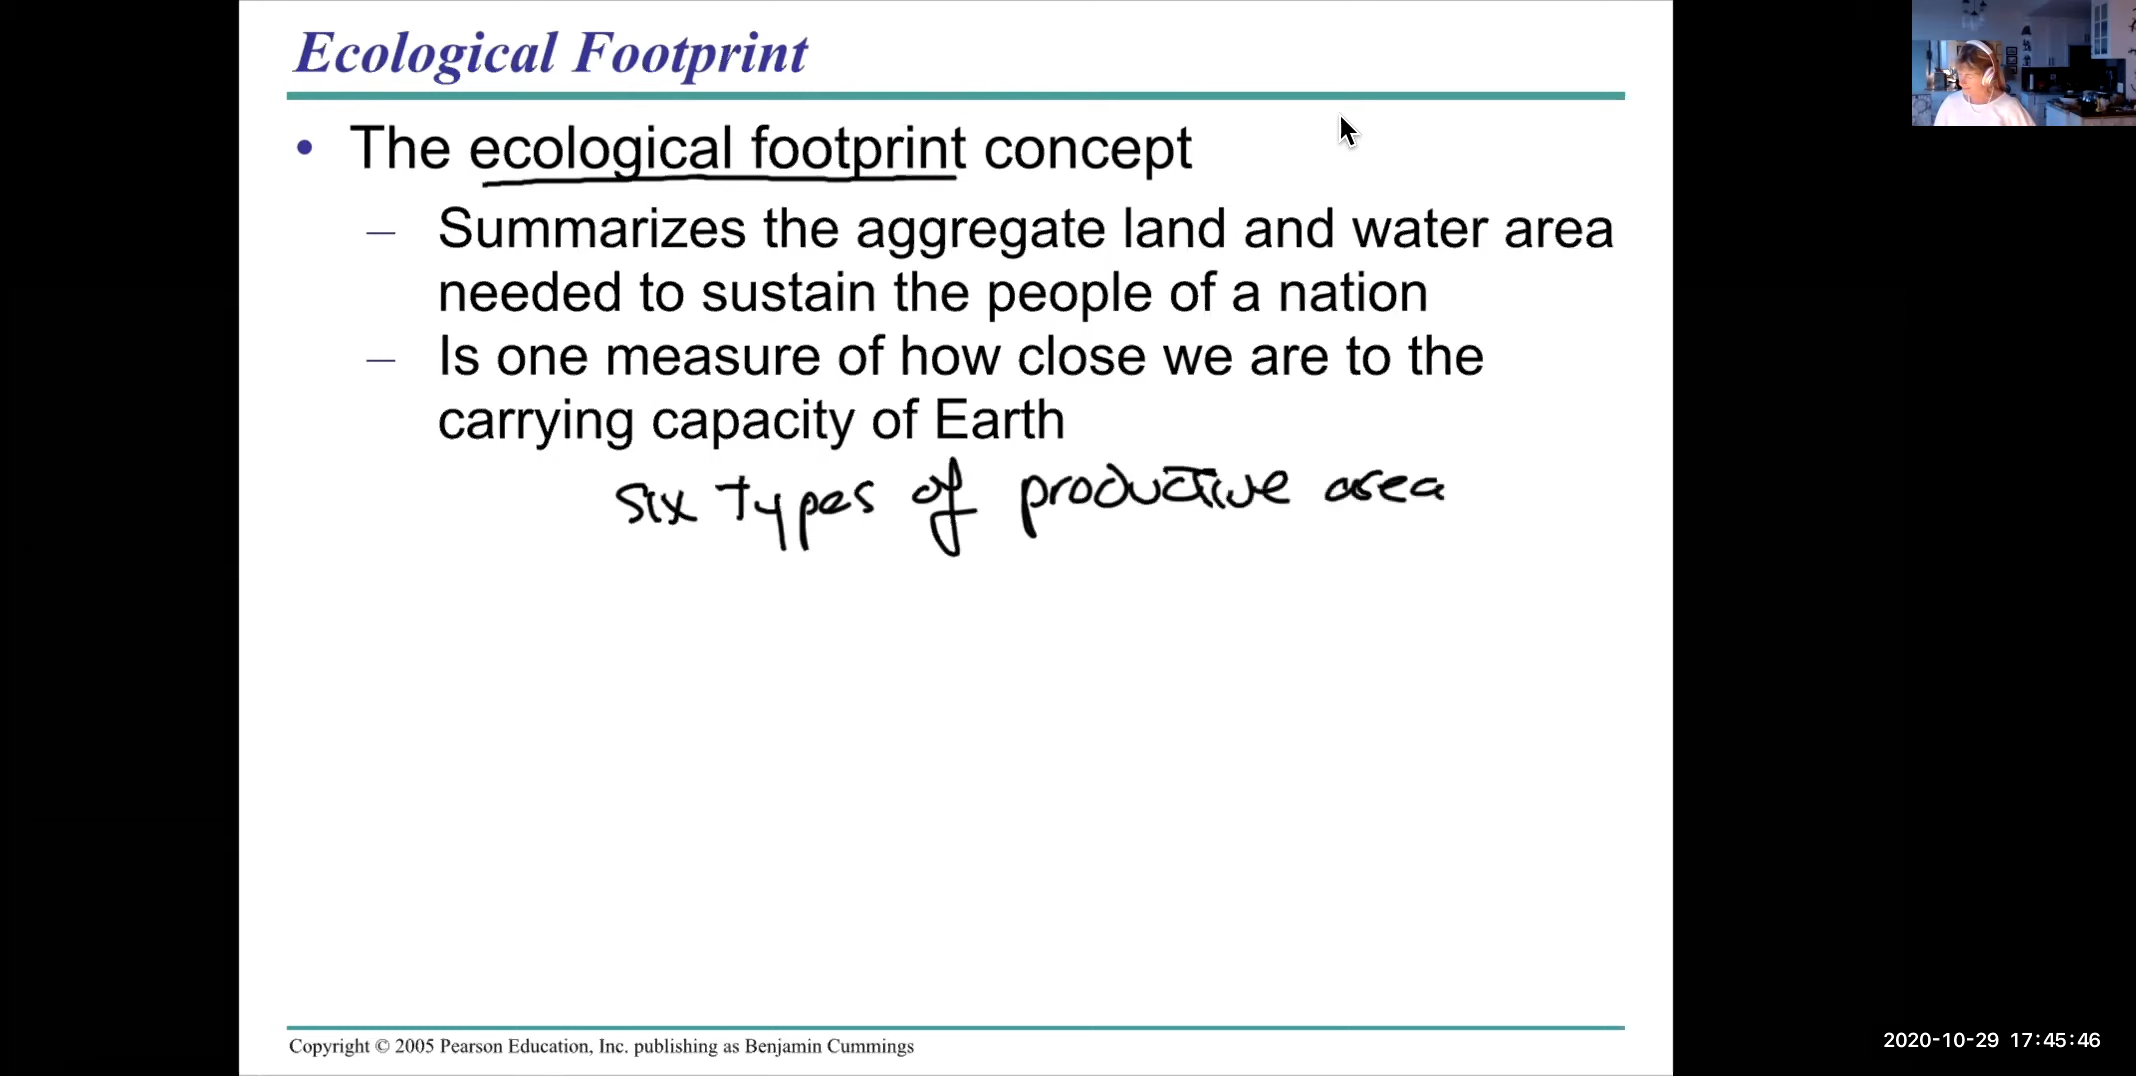 Ecological Footprint
• The ecological footprint concept
– Summarizes the aggregate land and water area
needed to sustain the people of a nation
– Is one measure of how close we are to the
carrying capacity of Earth
six types of productive area
Copyright © 2005 Pearson Education, Inc. publishing as Benjamin Cummings
2020-10-29 17:45:46